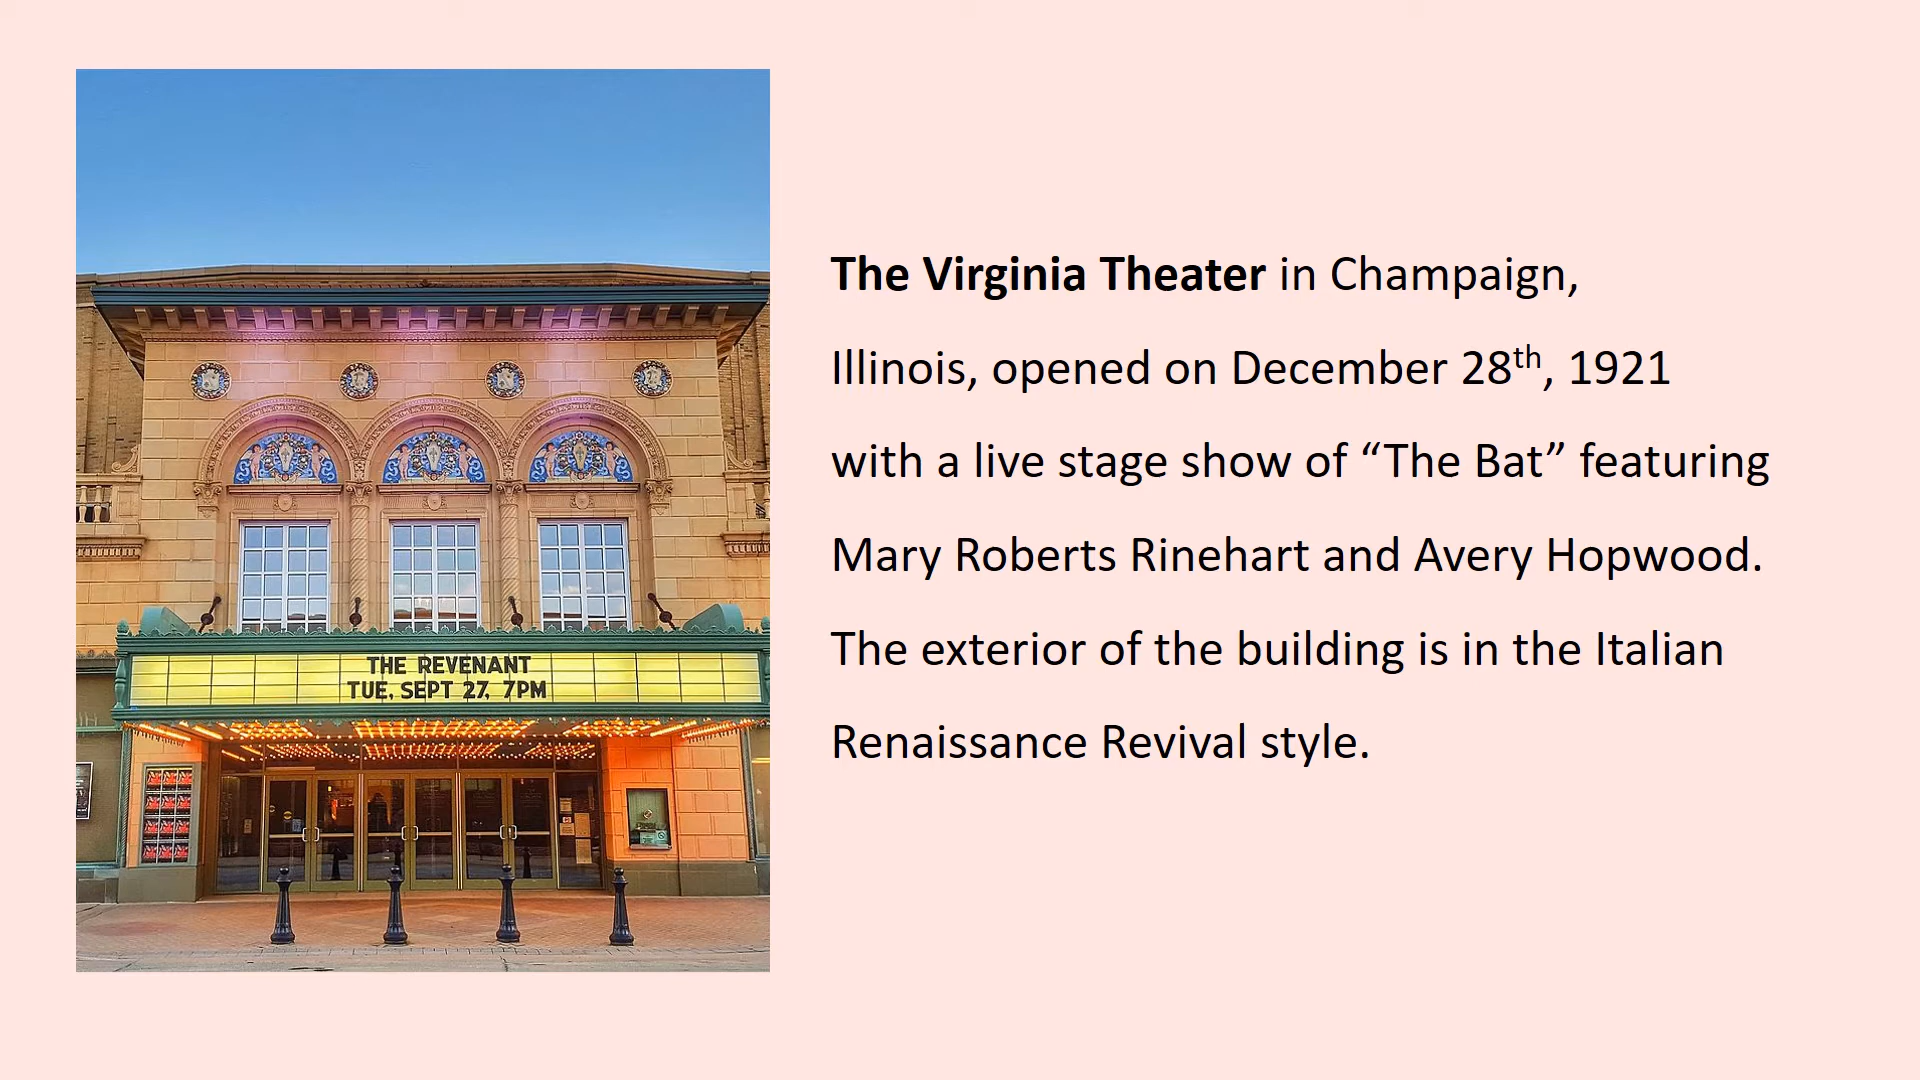 The Virginia Theater in Champaign,
Illinois, opened on December 28th, 1921
with a live stage show of “The Bat” featuring
Mary Roberts Rinehart and Avery Hopwood.
The exterior of the building is in the Italian
Renaissance Revival style.
THE REVENANT
TUE, SEPT 27, 7PM